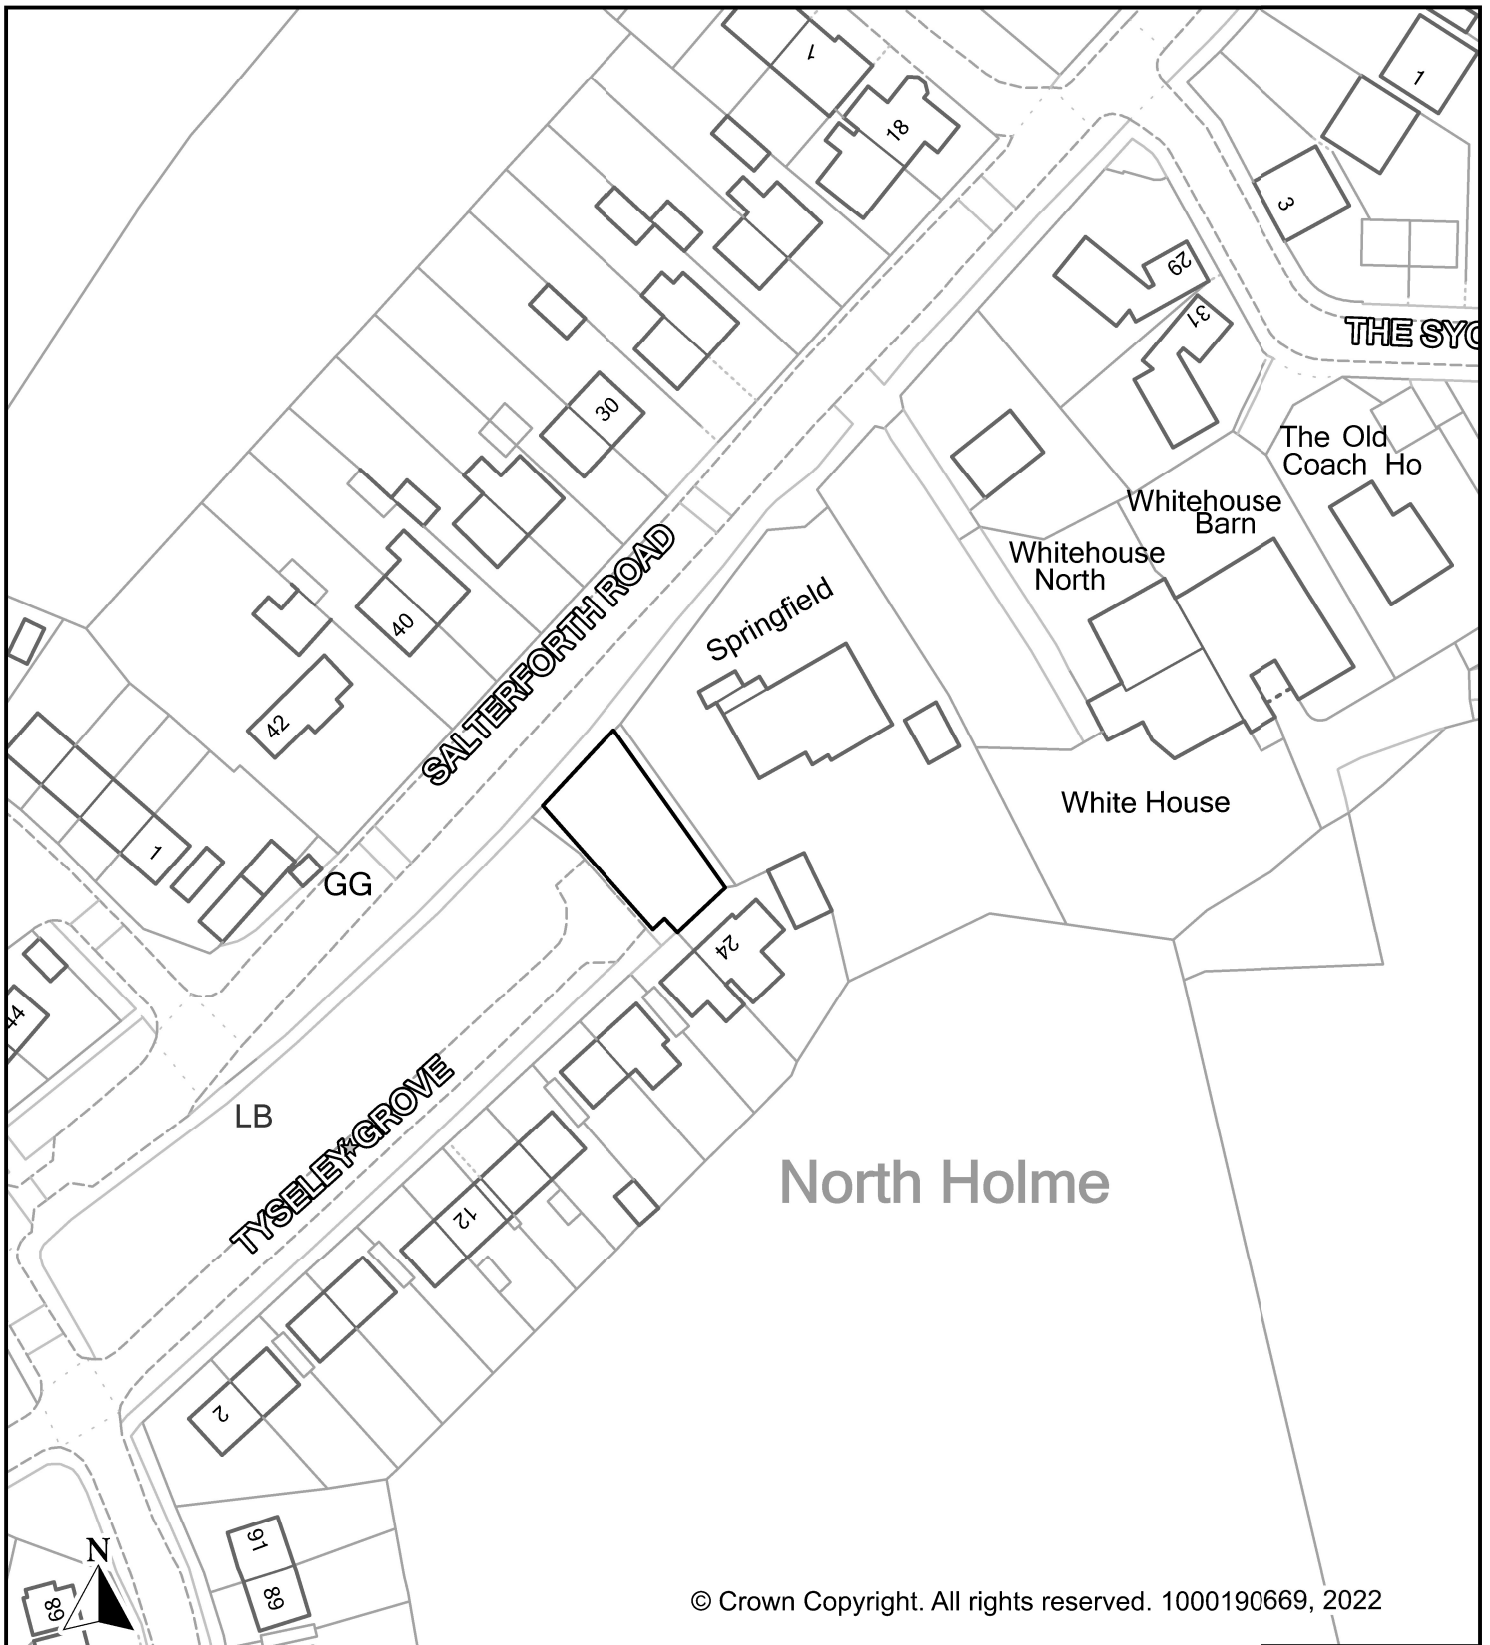 1
18
1
3
29
31
THE SYC
30
The Old
Coach Ho
Whitehouse
Barn
Whitehouse
North
40
SALTERFORTH ROAD
Springfield
42
White House
1
GG
24
44
LB
TYSELEY GROVE
North Holme
12
2
91
89
68
N
© Crown Copyright. All rights reserved. 1000190669, 2022